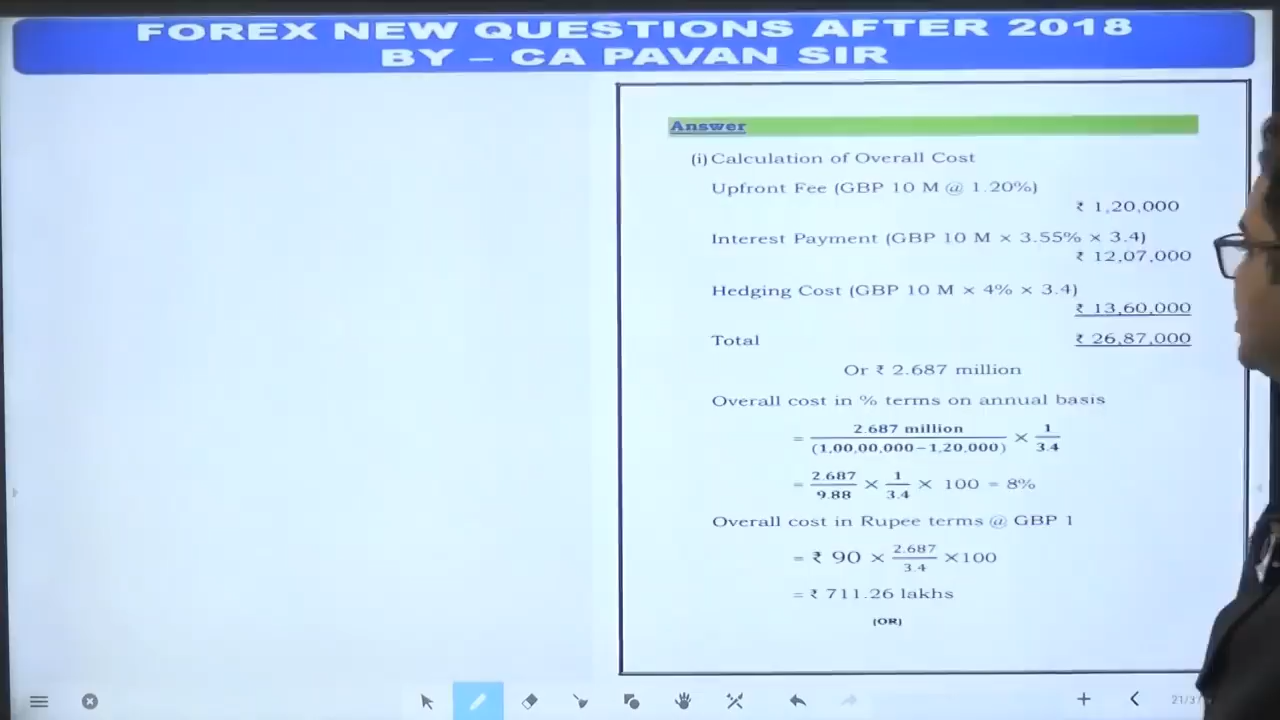 FOREX NEW QUESTIONS AFTER 2018
BY – CA PAVAN SIR
Answer
(i) Calculation of Overall Cost
Upfront Fee (GBP 10 M @ 1.20%)
₹ 1,20,000
Interest Payment (GBP 10 M × 3.55% × 3.4)
₹ 12,07,000
Hedging Cost (GBP 10 M × 4% × 3.4)
₹ 13,60,000
Total ₹ 26,87,000
Or ₹ 2.687 million
Overall cost in % terms on annual basis
= 2.687 million / (1,00,00,000 – 1,20,000) × 1 / 3.4
= 2.687 / 9.88 × 1 / 3.4 × 100 = 8%
Overall cost in Rupee terms @ GBP 1
= ₹ 90 × 2.687 / 3.4 ×100
= ₹ 711.26 lakhs
(OR)